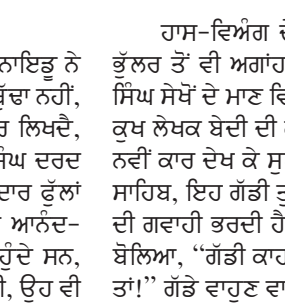 ਨਾਇਡੂ ਨੇ
ਬੁੱਢਾ ਨਹੀਂ,
ਲਿਖਦੈ,
ਸਿੰਘ ਦਰਦ
ਫੁੱਲਾਂ
ਆਨੰਦ-
ਹੁੰਦੇ ਸਨ,
ਉਹ ਵੀ
ਹਾਸ-ਵਿਅੰਗ
ਭੁੱਲਰ ਤੋਂ ਵੀ ਅਗਾਂਹ
ਸਿੰਘ ਸੇਖੋਂ ਦੇ ਮਾਣ
ਕੁਖ ਲੇਖਕ ਬੇਦੀ ਦੀ
ਨਵੀਂ ਕਾਰ ਦੇਖ ਕੇ
ਸਾਹਿਬ, ਇਹ ਗੱਡੀ
ਦੀ ਗਵਾਹੀ ਭਰਦੀ
ਬੋਲਿਆ, “ਗੱਡੀ
ਤਾਂ!” ਗੱਡੇ ਵਾਹੁਣ